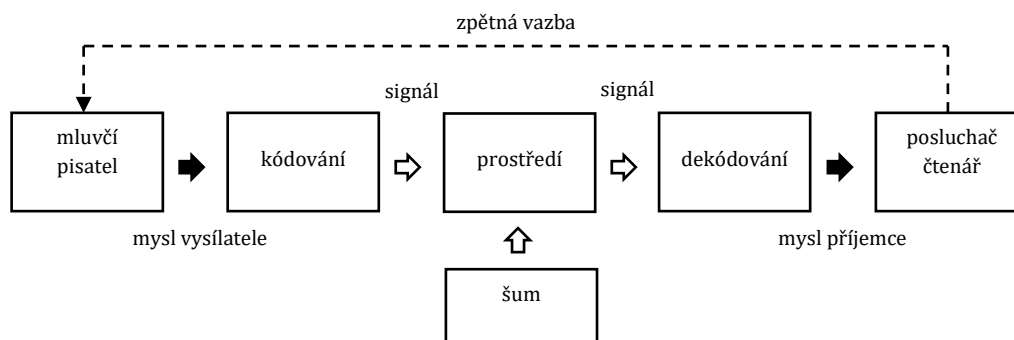 zpětná vazba
signál
signál
mluvčí
pisatel
kódování
prostředí
dekódování
posluchač
čtenář
mysl vysílatele
mysl příjemce
šum